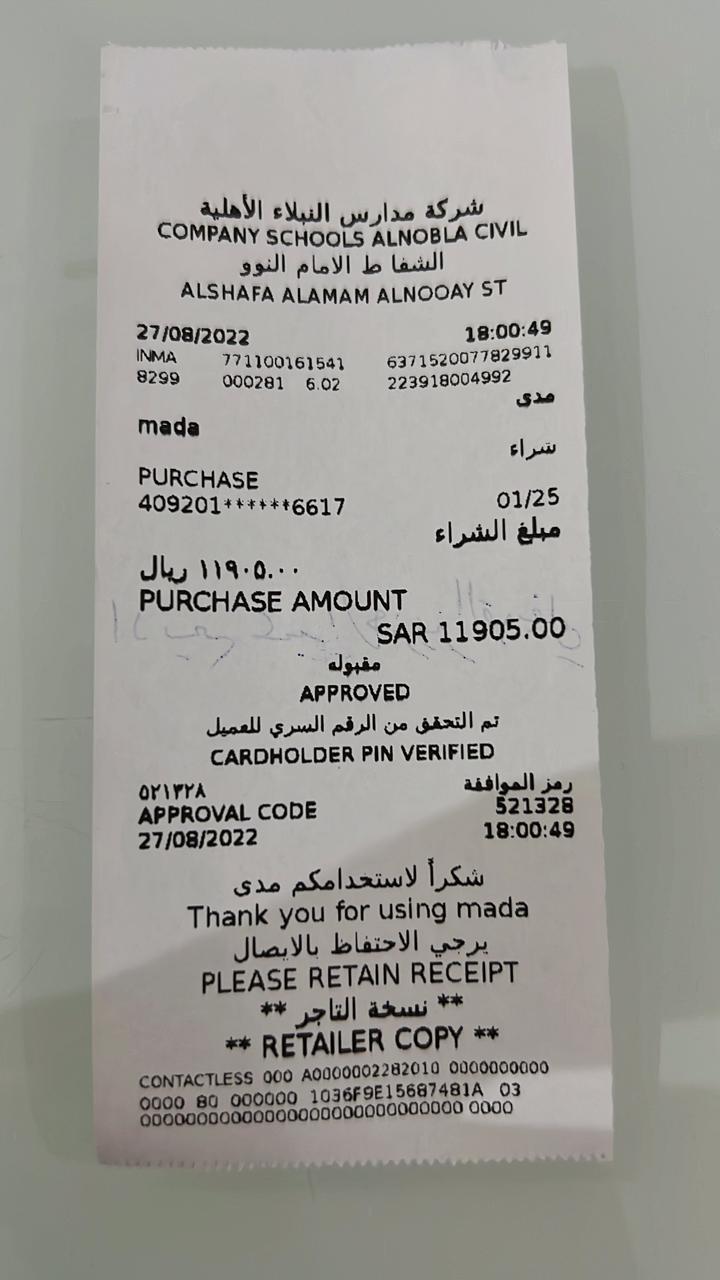 شركة مدارس النبلاء الأهلية
COMPANY SCHOOLS ALNOBLA CIVIL
الشفا ط الامام النوو
ALSHAFA ALAMAM ALNOOAY ST
27/08/2022 18:00:49
INMA 771100161541 6371520077829911
8299 000281 6.02 223918004992
مدى
mada
شراء
PURCHASE
409201******6617 01/25
مبلغ الشراء
١١٩٠٥.٠٠ ريال
PURCHASE AMOUNT
SAR 11905.00
مقبوله
APPROVED
تم التحقق من الرقم السري للعميل
CARDHOLDER PIN VERIFIED
٥٢١٣٢٨ رمز الموافقة
APPROVAL CODE 521328
27/08/2022 18:00:49
شكراً لاستخدامكم مدى
Thank you for using mada
يرجي الاحتفاظ بالايصال
PLEASE RETAIN RECEIPT
** نسخة التاجر **
** RETAILER COPY **
CONTACTLESS 000 A0000002282010 0000000000
0000 80 000000 1036F9E15687481A 03